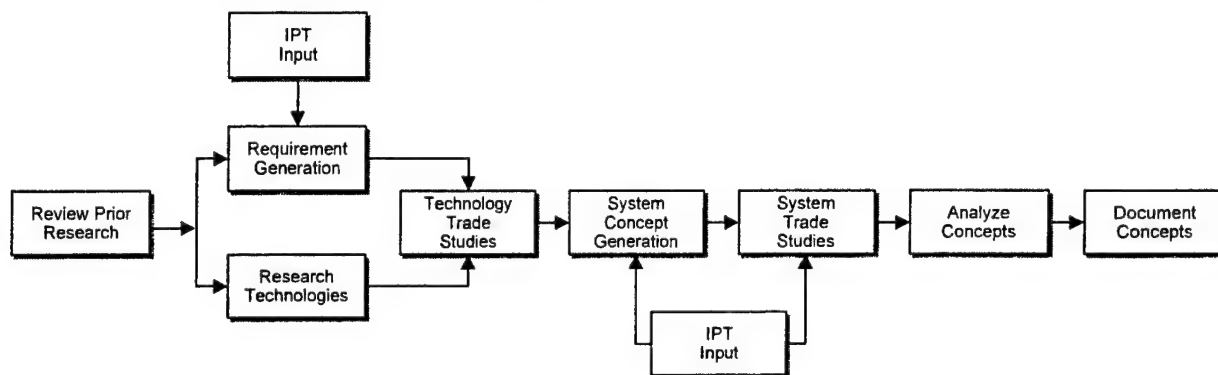 IPT
Input
Requirement
Generation
Review Prior
Research
Research
Technologies
Technology
Trade
Studies
System
Concept
Generation
System
Trade
Studies
Analyze
Concepts
Document
Concepts
IPT
Input